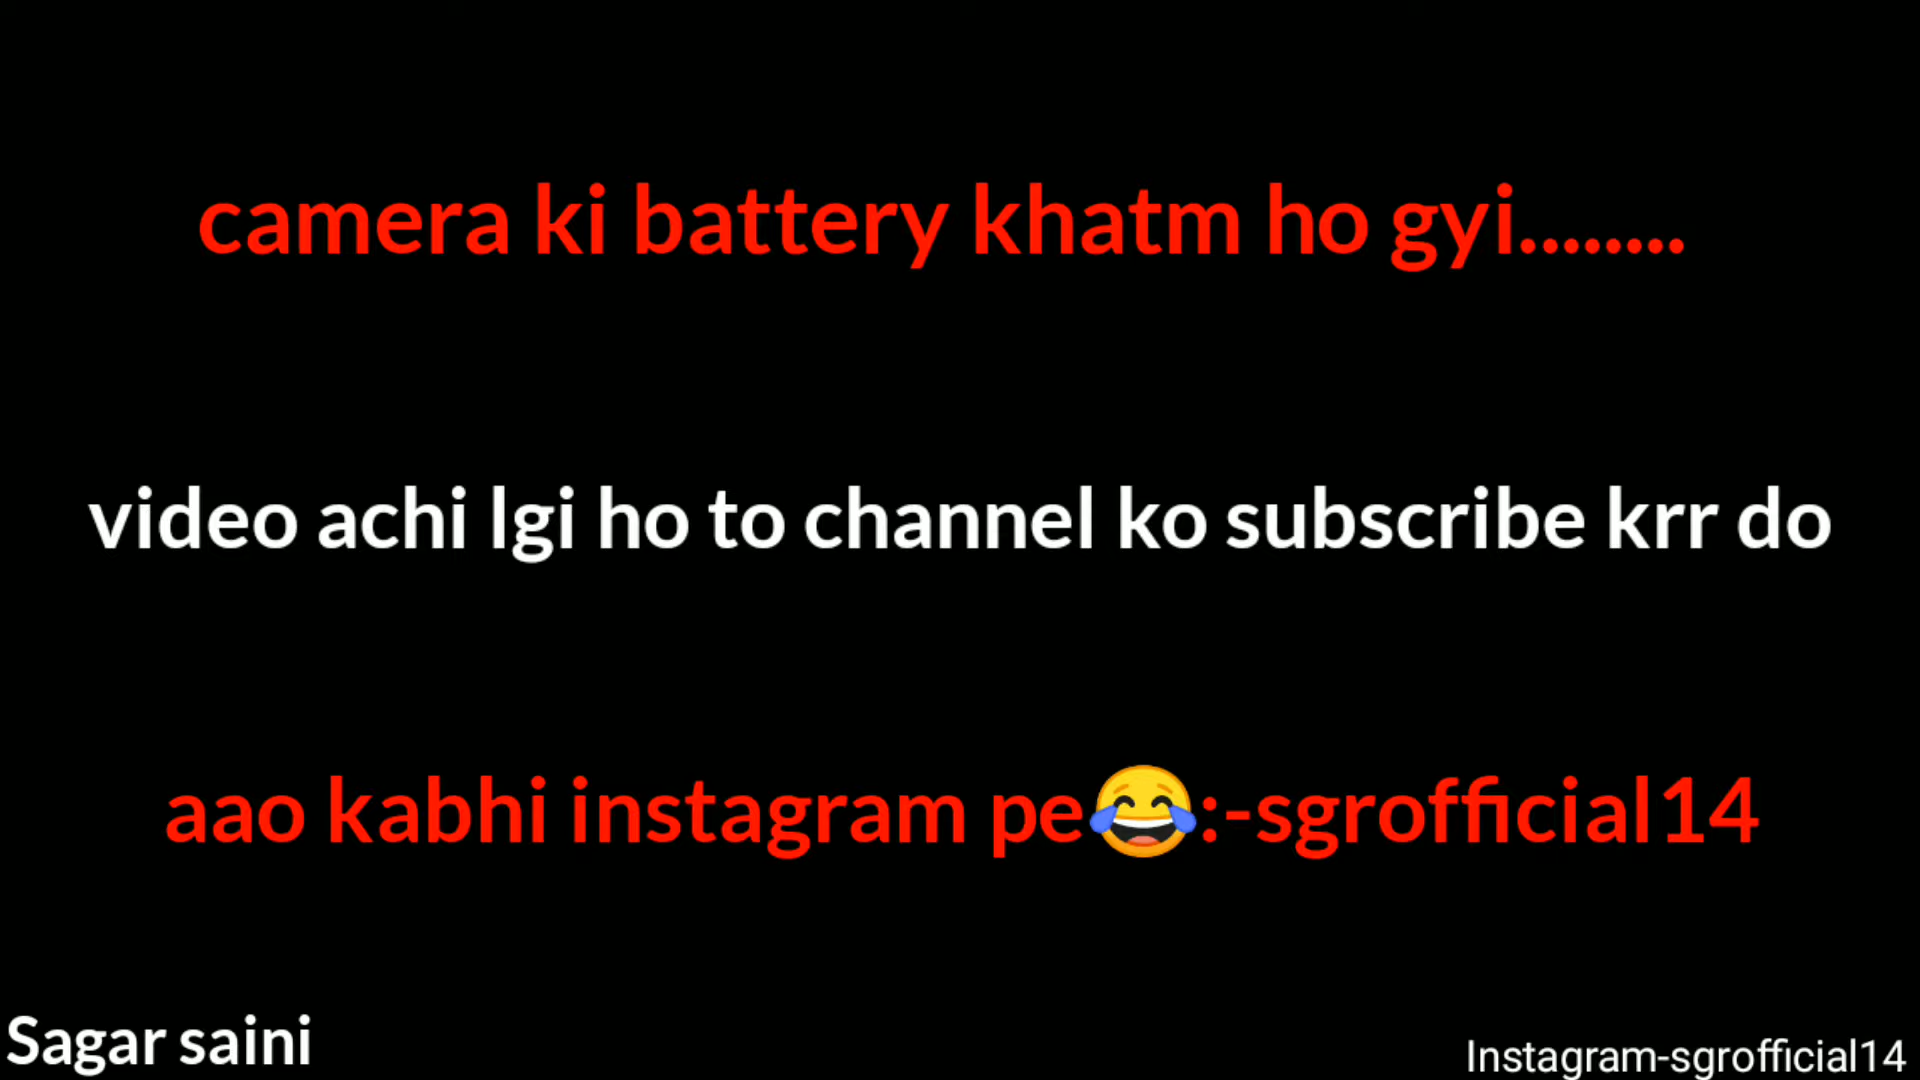 camera ki battery khatm ho gyi........
video achi lgi ho to channel ko subscribe krr do
aao kabhi instagram pe😂:-sgrofficial14
Sagar saini
Instagram-sgrofficial14